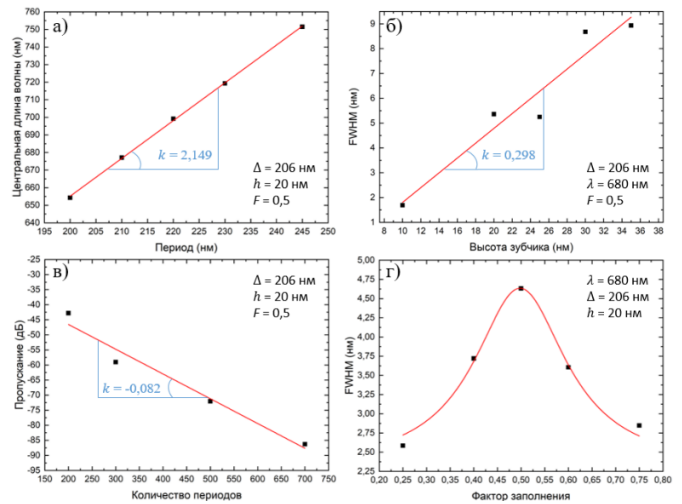 а)
760
750
740
730
720
710
700
690
680
670
660
650
640
195 200 205 210 215 220 225 230 235 240 245 250
Центральная длина волны (нм)
Период (нм)
k = 2,149
Δ = 206 нм
h = 20 нм
F = 0,5
б)
9
8
7
6
5
4
3
2
1
8 10 12 14 16 18 20 22 24 26 28 30 32 34 36 38
FWHM (нм)
Высота зубчика (нм)
k = 0,298
Δ = 206 нм
λ = 680 нм
F = 0,5
в)
-25
-30
-35
-40
-45
-50
-55
-60
-65
-70
-75
-80
-85
-90
-95
200 300 400 500 600 700 800
Пропускание (дБ)
Количество периодов
k = -0,082
Δ = 206 нм
h = 20 нм
F = 0,5
г)
5,00
4,75
4,50
4,25
4,00
3,75
3,50
3,25
3,00
2,75
2,50
2,25
0,20 0,25 0,30 0,35 0,40 0,45 0,50 0,55 0,60 0,65 0,70 0,75 0,80
FWHM (нм)
Фактор заполнения
λ = 680 нм
Δ = 206 нм
h = 20 нм